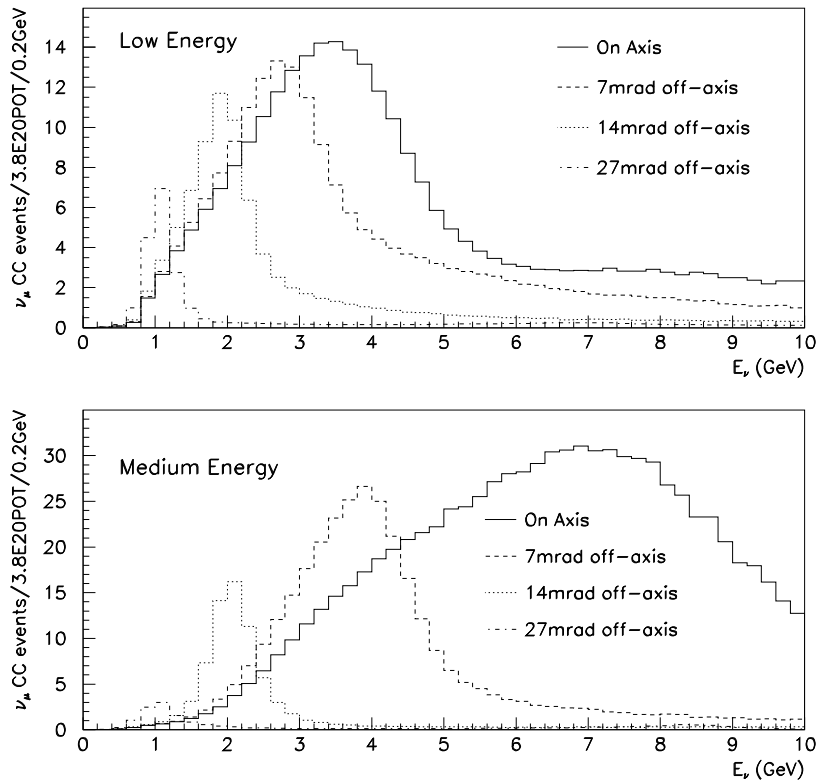 Low Energy
On Axis
7mrad off-axis
14mrad off-axis
27mrad off-axis
ν_μ CC events/3.8E20POT/0.2GeV
14
12
10
8
6
4
2
0
0 1 2 3 4 5 6 7 8 9 10
E_ν (GeV)
Medium Energy
On Axis
7mrad off-axis
14mrad off-axis
27mrad off-axis
ν_μ CC events/3.8E20POT/0.2GeV
30
25
20
15
10
5
0
0 1 2 3 4 5 6 7 8 9 10
E_ν (GeV)